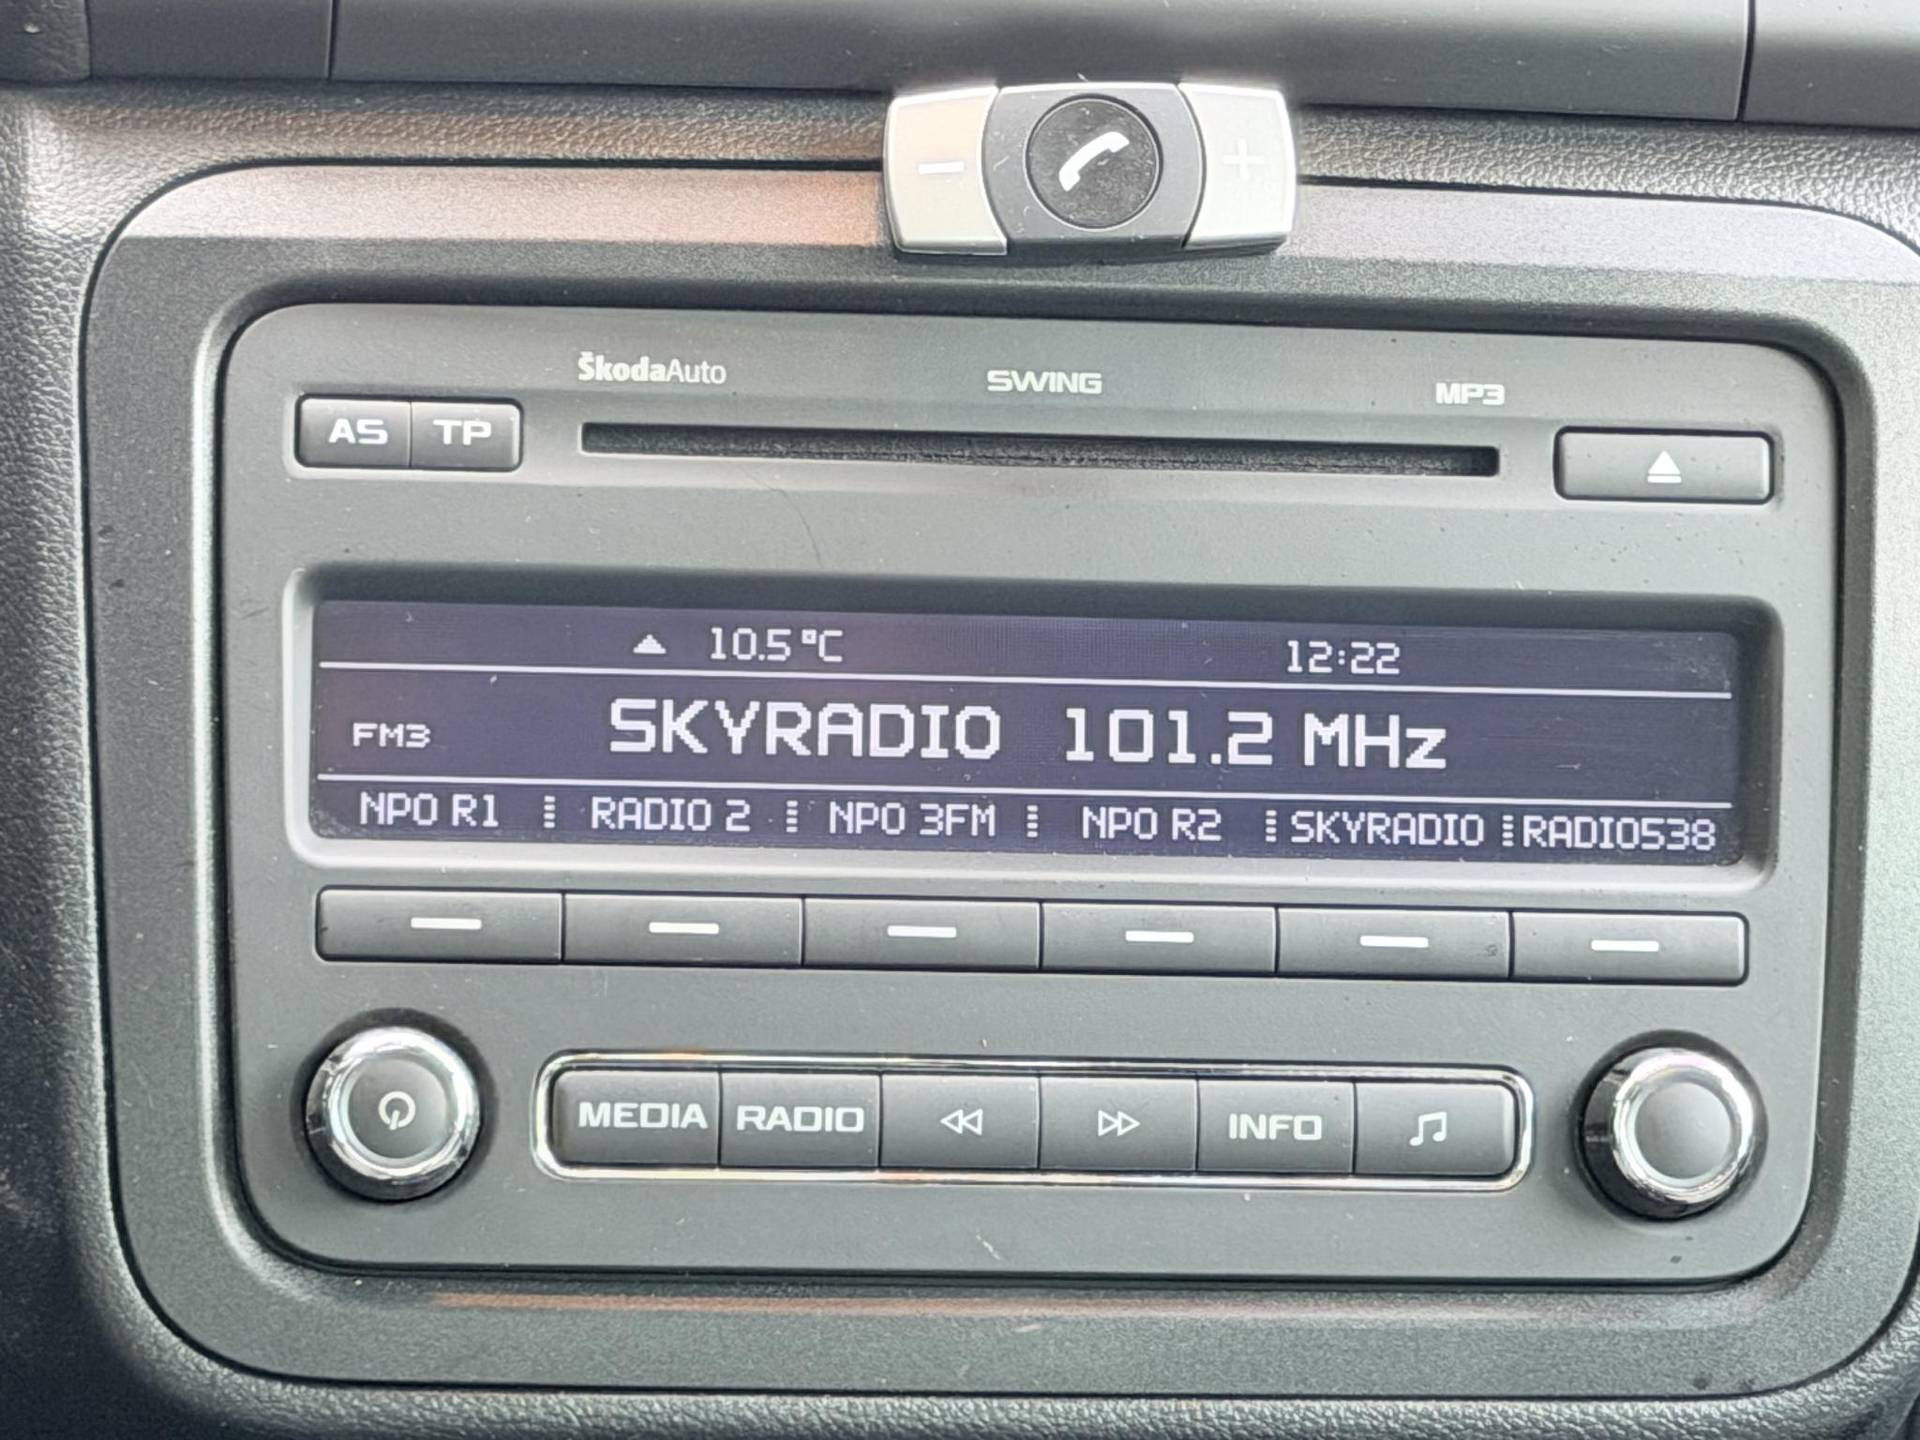 ŠkodaAuto SWING MP3
AS TP
10.5°C 12:22
FM3 SKYRADIO 101.2 MHz
NPO R1 RADIO 2 NPO 3FM NPO R2 SKYRADIO RADIO538
MEDIA RADIO INFO